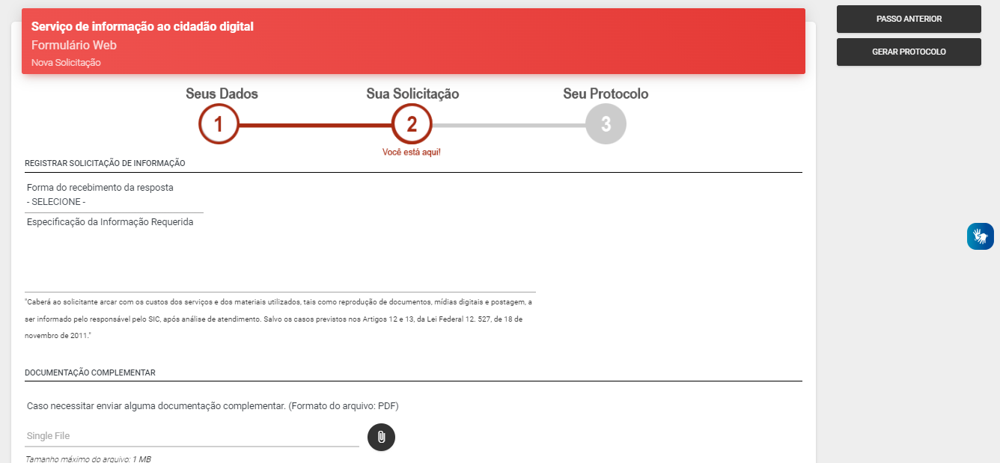 Serviço de informação ao cidadão digital
Formulário Web
Nova Solicitação
PASSO ANTERIOR
GERAR PROTOCOLO
Seus Dados
Sua Solicitação
Seu Protocolo
1
2
3
Você está aqui!
REGISTRAR SOLICITAÇÃO DE INFORMAÇÃO
Forma do recebimento da resposta
- SELECIONE -
Especificação da Informação Requerida
"Caberá ao solicitante arcar com os custos dos serviços e dos materiais utilizados, tais como reprodução de documentos, mídias digitais e postagem, a
ser informado pelo responsável pelo SIC, após análise de atendimento. Salvo os casos previstos nos Artigos 12 e 13, da Lei Federal 12. 527, de 18 de
novembro de 2011."
DOCUMENTAÇÃO COMPLEMENTAR
Caso necessitar enviar alguma documentação complementar. (Formato do arquivo: PDF)
Single File
Tamanho máximo do arquivo: 1 MB